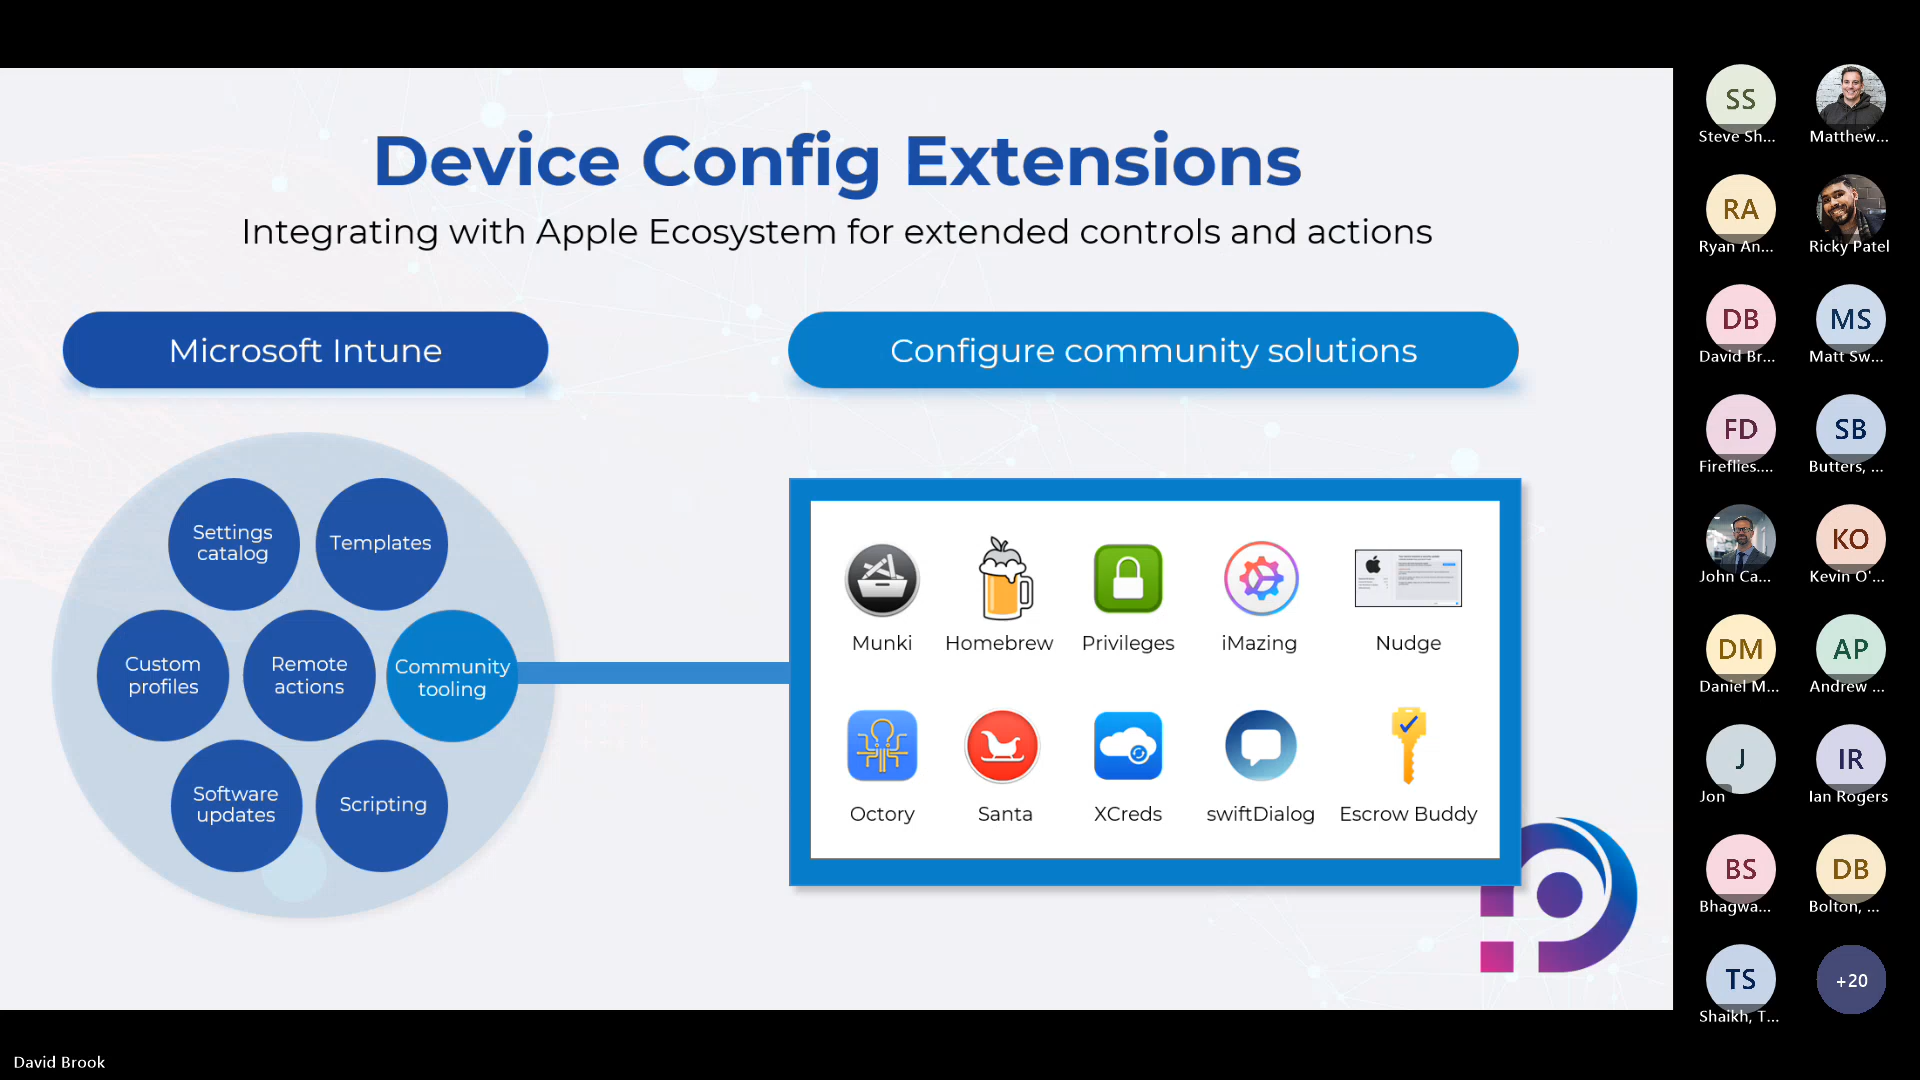 Device Config Extensions
Integrating with Apple Ecosystem for extended controls and actions
Microsoft Intune
Configure community solutions
Settings
catalog
Templates
Custom
profiles
Remote
actions
Community
tooling
Software
updates
Scripting
Munki
Homebrew
Privileges
iMazing
Nudge
Octory
Santa
XCreds
swiftDialog
Escrow Buddy
SS
Steve Sh...
Matthew...
RA
Ryan An...
Ricky Patel
DB
David Br...
MS
Matt Sw...
FD
Fireflies....
SB
Butters, ...
John Ca...
KO
Kevin O'...
DM
Daniel M...
AP
Andrew ...
J
Jon
IR
Ian Rogers
BS
Bhagwa...
DB
Bolton, ...
TS
Shaikh, T...
+20
David Brook